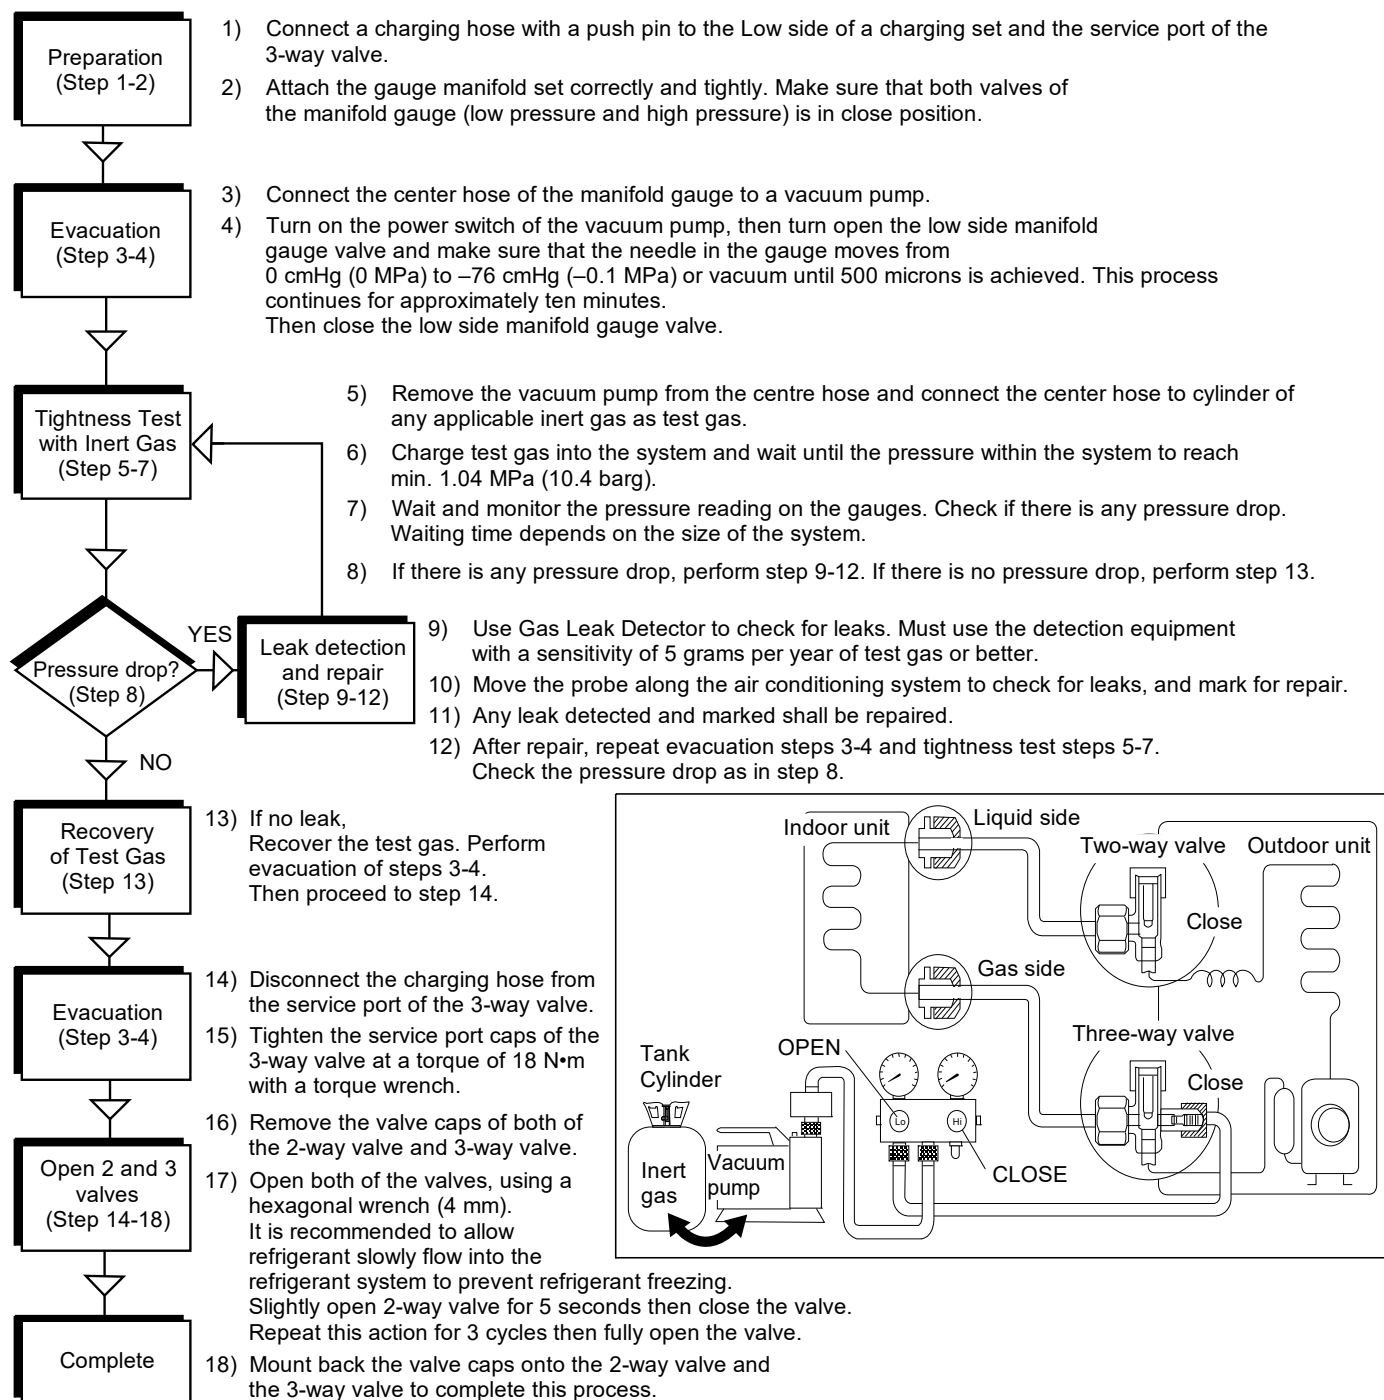 Preparation
(Step 1-2)
1) Connect a charging hose with a push pin to the Low side of a charging set and the service port of the
3-way valve.
2) Attach the gauge manifold set correctly and tightly. Make sure that both valves of
the manifold gauge (low pressure and high pressure) is in close position.
Evacuation
(Step 3-4)
3) Connect the center hose of the manifold gauge to a vacuum pump.
4) Turn on the power switch of the vacuum pump, then turn open the low side manifold
gauge valve and make sure that the needle in the gauge moves from
0 cmHg (0 MPa) to –76 cmHg (–0.1 MPa) or vacuum until 500 microns is achieved. This process
continues for approximately ten minutes.
Then close the low side manifold gauge valve.
Tightness Test
with Inert Gas
(Step 5-7)
5) Remove the vacuum pump from the centre hose and connect the center hose to cylinder of
any applicable inert gas as test gas.
6) Charge test gas into the system and wait until the pressure within the system to reach
min. 1.04 MPa (10.4 barg).
7) Wait and monitor the pressure reading on the gauges. Check if there is any pressure drop.
Waiting time depends on the size of the system.
8) If there is any pressure drop, perform step 9-12. If there is no pressure drop, perform step 13.
Pressure drop?
(Step 8)
YES
NO
Leak detection
and repair
(Step 9-12)
9) Use Gas Leak Detector to check for leaks. Must use the detection equipment
with a sensitivity of 5 grams per year of test gas or better.
10) Move the probe along the air conditioning system to check for leaks, and mark for repair.
11) Any leak detected and marked shall be repaired.
12) After repair, repeat evacuation steps 3-4 and tightness test steps 5-7.
Check the pressure drop as in step 8.
Recovery
of Test Gas
(Step 13)
13) If no leak,
Recover the test gas. Perform
evacuation of steps 3-4.
Then proceed to step 14.
Evacuation
(Step 3-4)
14) Disconnect the charging hose from
the service port of the 3-way valve.
15) Tighten the service port caps of the
3-way valve at a torque of 18 N•m
with a torque wrench.
16) Remove the valve caps of both of
the 2-way valve and 3-way valve.
Open 2 and 3
valves
(Step 14-18)
17) Open both of the valves, using a
hexagonal wrench (4 mm).
It is recommended to allow
refrigerant slowly flow into the
refrigerant system to prevent refrigerant freezing.
Slightly open 2-way valve for 5 seconds then close the valve.
Repeat this action for 3 cycles then fully open the valve.
Complete
18) Mount back the valve caps onto the 2-way valve and
the 3-way valve to complete this process.
Indoor unit
Liquid side
Two-way valve
Outdoor unit
Close
Gas side
Three-way valve
Close
OPEN
Tank
Cylinder
Lo
Hi
CLOSE
Inert
gas
Vacuum
pump